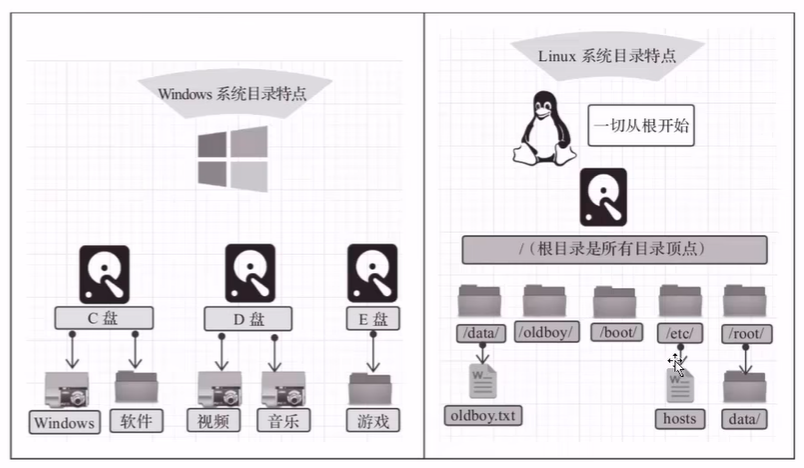 Windows 系统目录特点
C 盘
D 盘
E 盘
Windows
软件
视频
音乐
游戏
Linux 系统目录特点
一切从根开始
/（根目录是所有目录顶点）
/data/
/oldboy/
/boot/
/etc/
/root/
W
W
oldboy.txt
hosts
data/